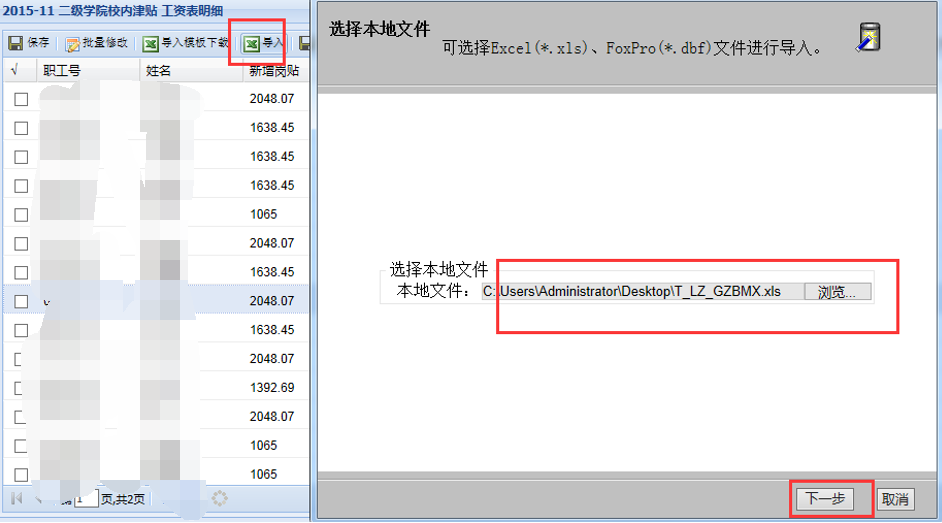 2015-11 二级学院校内津贴 工资表明细
保存 批量修改 导入模板下载 导入
√ 职工号 姓名 新增岗贴
2048.07
1638.45
1638.45
1638.45
1065
2048.07
1638.45
2048.07
1638.45
2048.07
1392.69
2048.07
1065
1065
1 页,共2页
选择本地文件
可选择Excel(*.xls)、FoxPro(*.dbf)文件进行导入。
选择本地文件
本地文件： C:\Users\Administrator\Desktop\T_LZ_GZBMX.xls 浏览...
下一步 取消